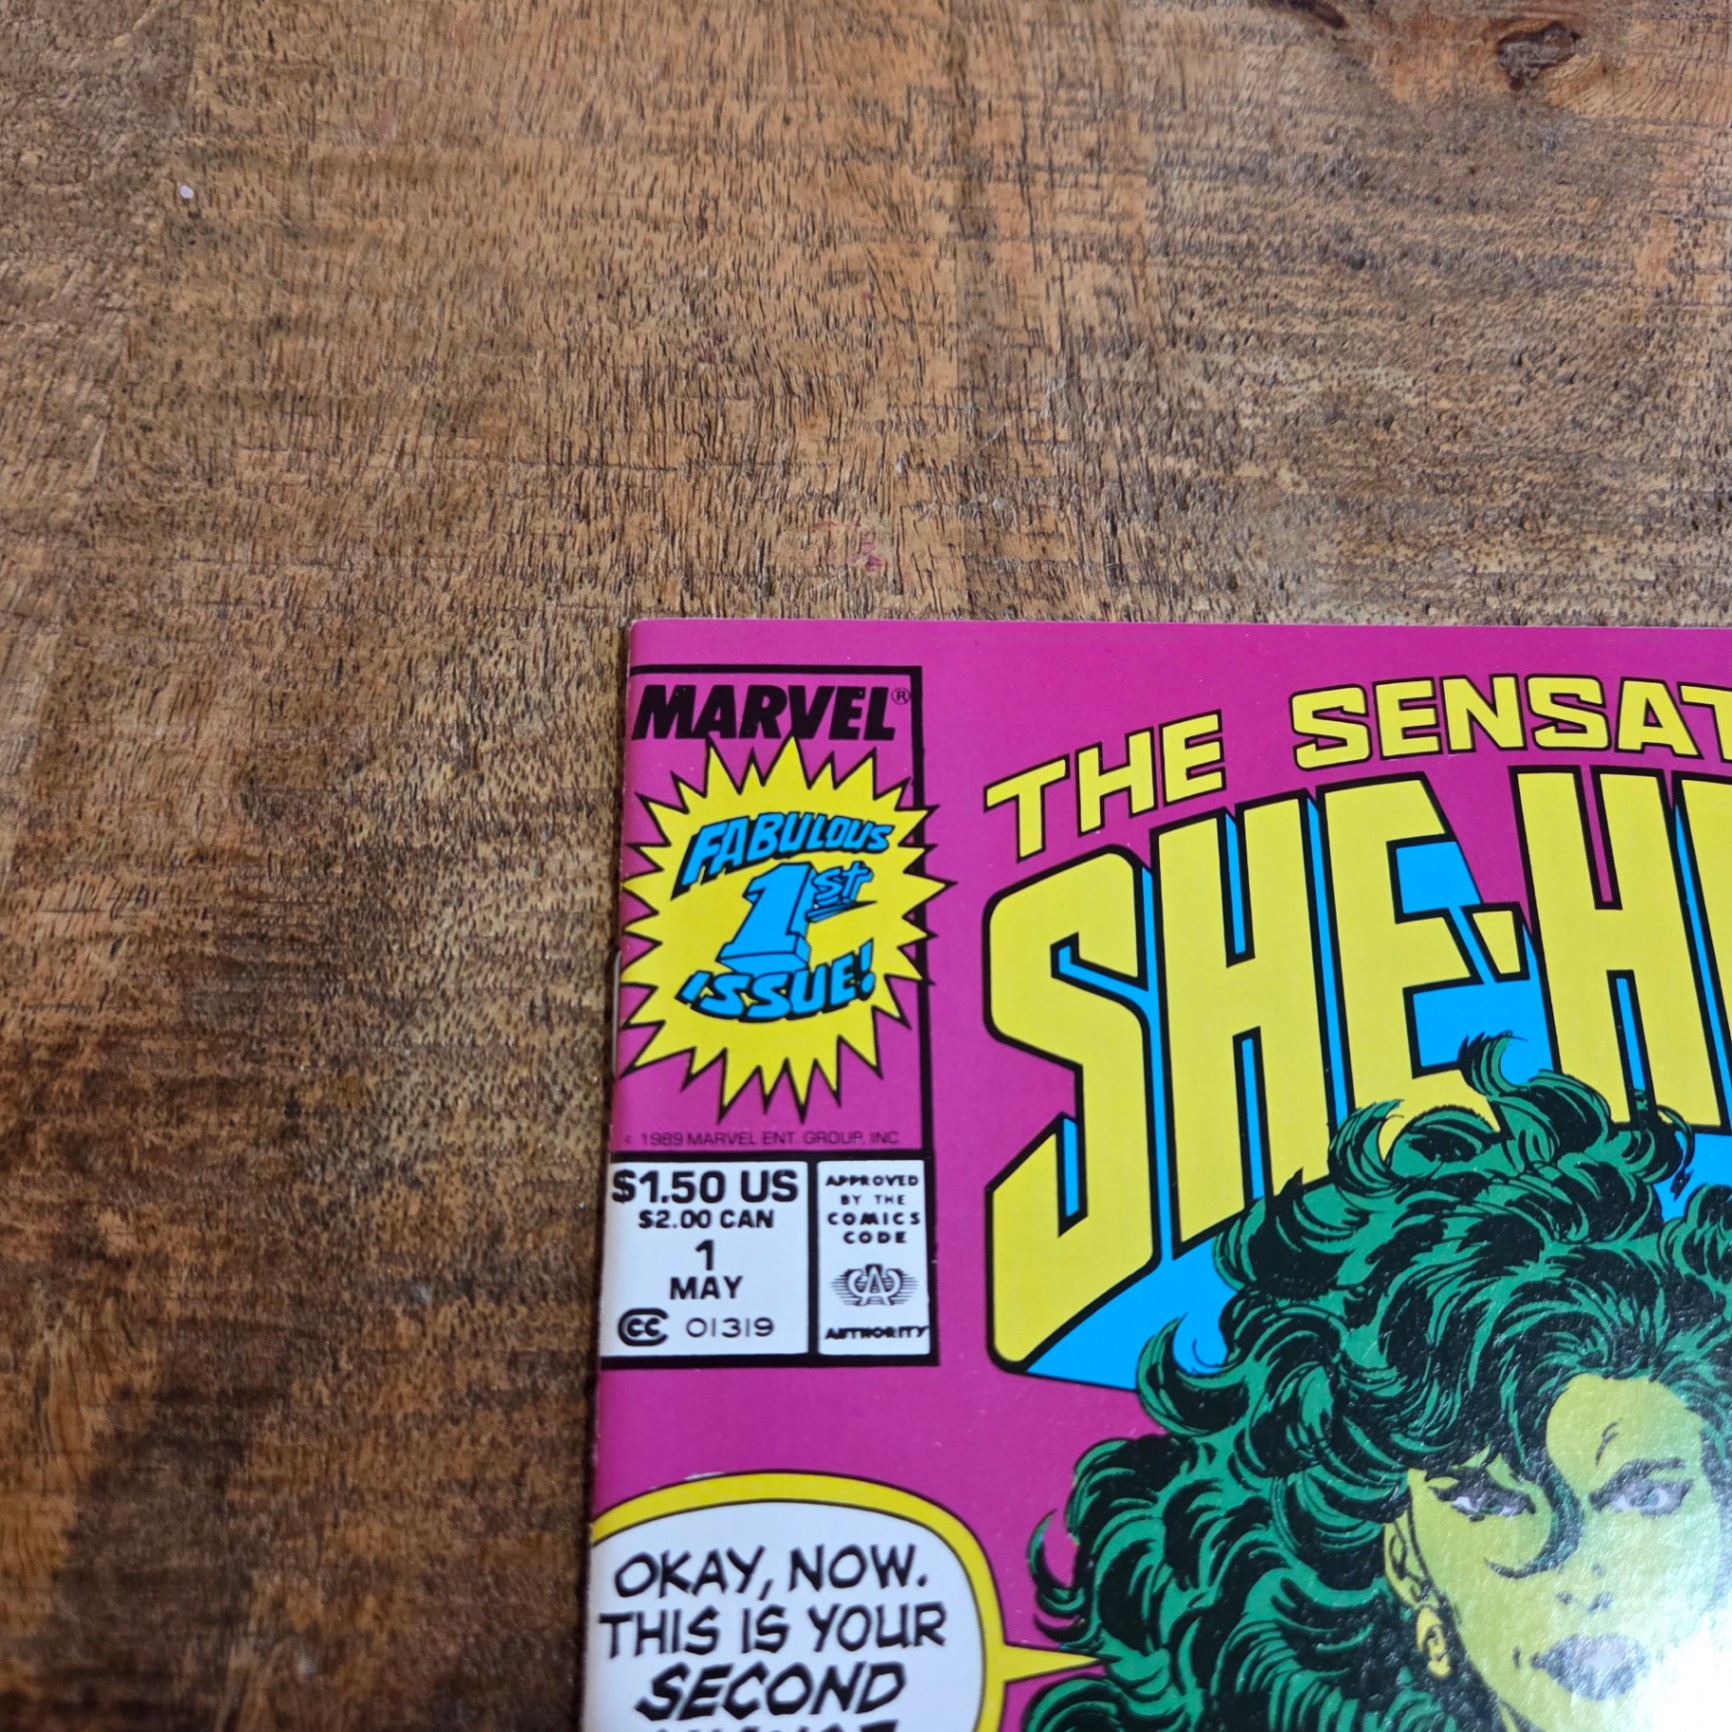 MARVEL®
FABULOUS
1st
ISSUE!
© 1989 MARVEL ENT. GROUP, INC.
$1.50 US
$2.00 CAN
1
MAY
CC 01319
APPROVED
BY THE
COMICS
CODE
CA
AUTHORITY
THE SENSAT
SHE-H
OKAY, NOW.
THIS IS YOUR
SECOND